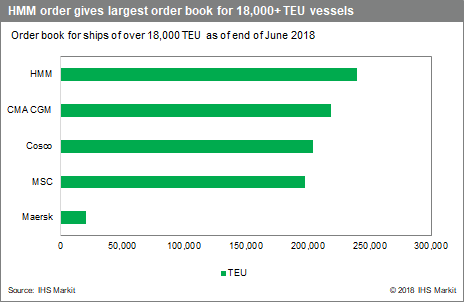 HMM order gives largest order book for 18,000+ TEU vessels
Order book for ships of over 18,000 TEU as of end of June 2018
HMM
CMA CGM
Cosco
MSC
Maersk
0 50,000 100,000 150,000 200,000 250,000 300,000
TEU
Source: IHS Markit © 2018 IHS Markit